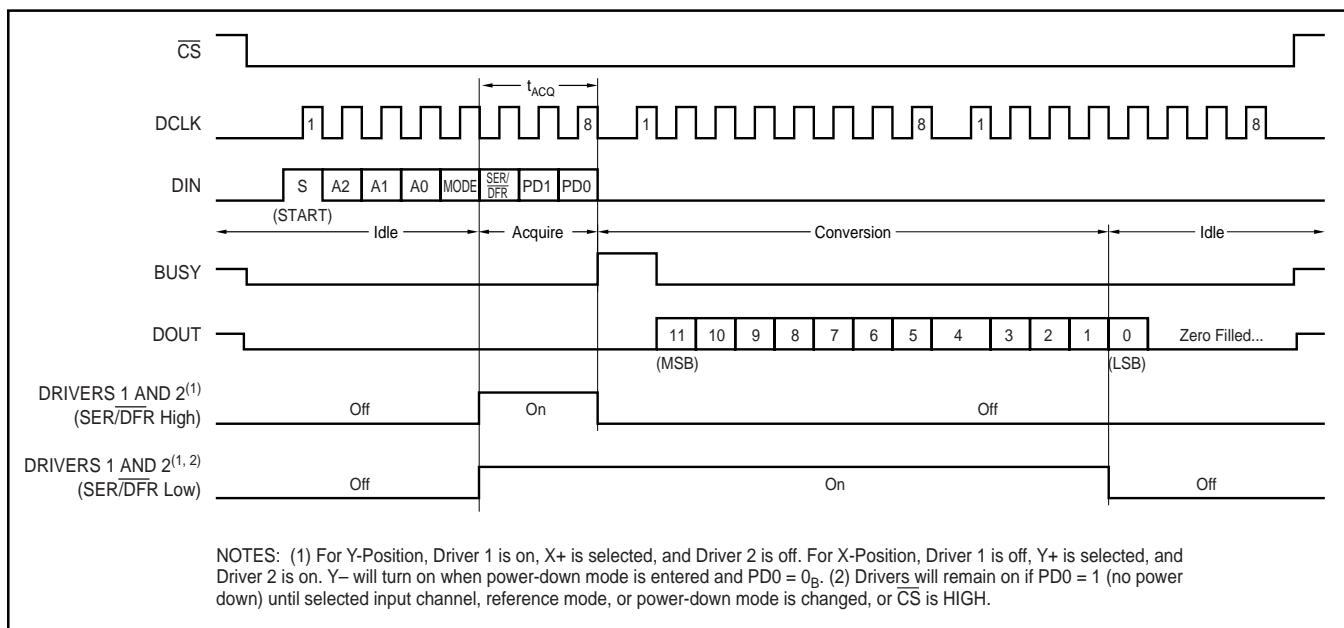 CS
tACQ
DCLK 1 8 1 8 1 8
DIN S A2 A1 A0 MODE SER/DFR PD1 PD0
(START)
Idle Acquire Conversion Idle
BUSY
DOUT 11 10 9 8 7 6 5 4 3 2 1 0 Zero Filled...
(MSB) (LSB)
DRIVERS 1 AND 2(1)
(SER/DFR High) Off On Off
DRIVERS 1 AND 2(1, 2)
(SER/DFR Low) Off On Off
NOTES: (1) For Y-Position, Driver 1 is on, X+ is selected, and Driver 2 is off. For X-Position, Driver 1 is off, Y+ is selected, and
Driver 2 is on. Y– will turn on when power-down mode is entered and PD0 = 0B. (2) Drivers will remain on if PD0 = 1 (no power
down) until selected input channel, reference mode, or power-down mode is changed, or CS is HIGH.